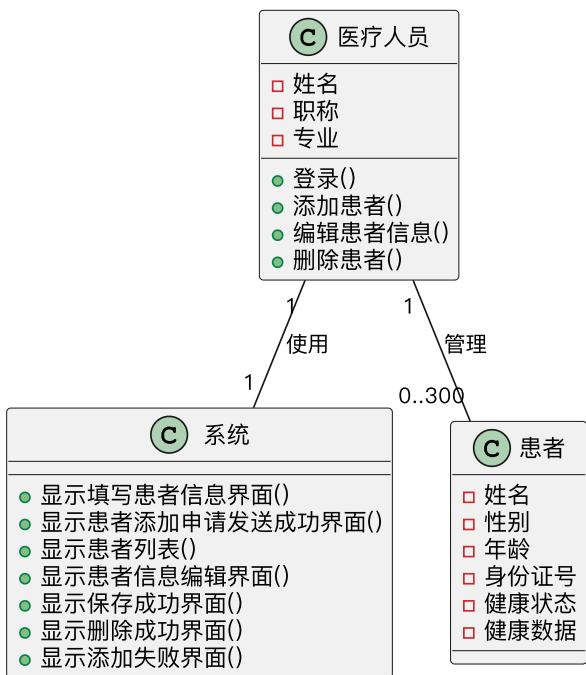 C 医疗人员
姓名
职称
专业
登录()
添加患者()
编辑患者信息()
删除患者()
1
1
使用
管理
1
0..300
C 系统
显示填写患者信息界面()
显示患者添加申请发送成功界面()
显示患者列表()
显示患者信息编辑界面()
显示保存成功界面()
显示删除成功界面()
显示添加失败界面()
C 患者
姓名
性别
年龄
身份证号
健康状态
健康数据